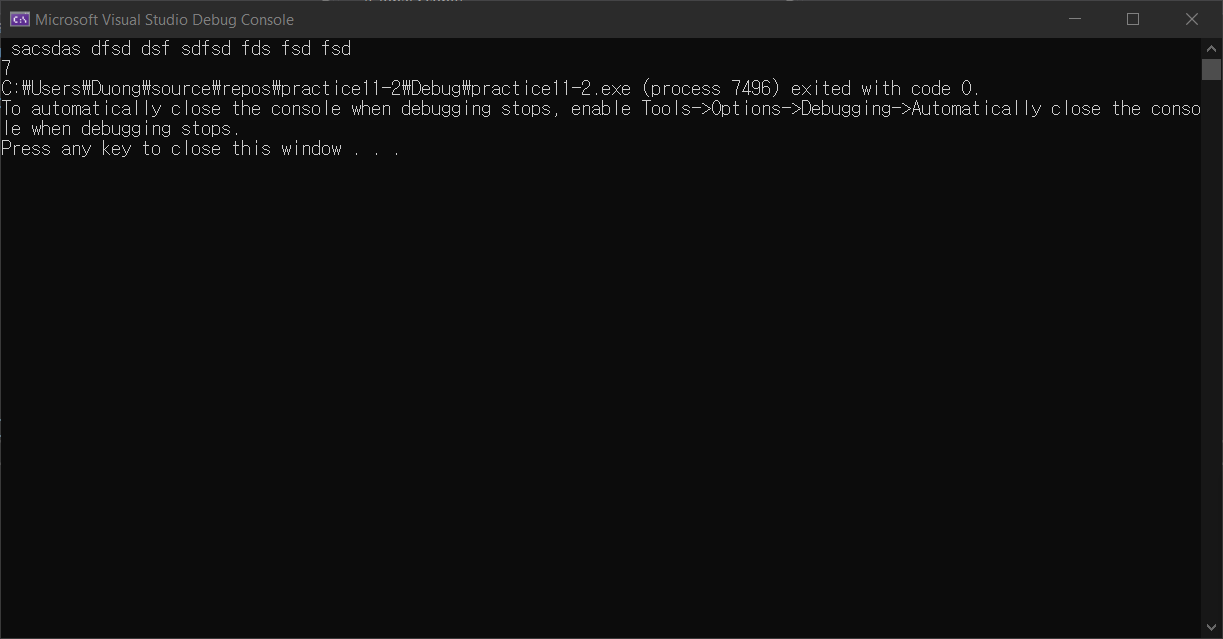 Microsoft Visual Studio Debug Console
 sacsdas dfsd dsf sdfsd fds fsd fsd
7
C:₩Users₩Duong₩source₩repos₩practice11-2₩Debug₩practice11-2.exe (process 7496) exited with code 0.
To automatically close the console when debugging stops, enable Tools->Options->Debugging->Automatically close the conso
le when debugging stops.
Press any key to close this window . . .